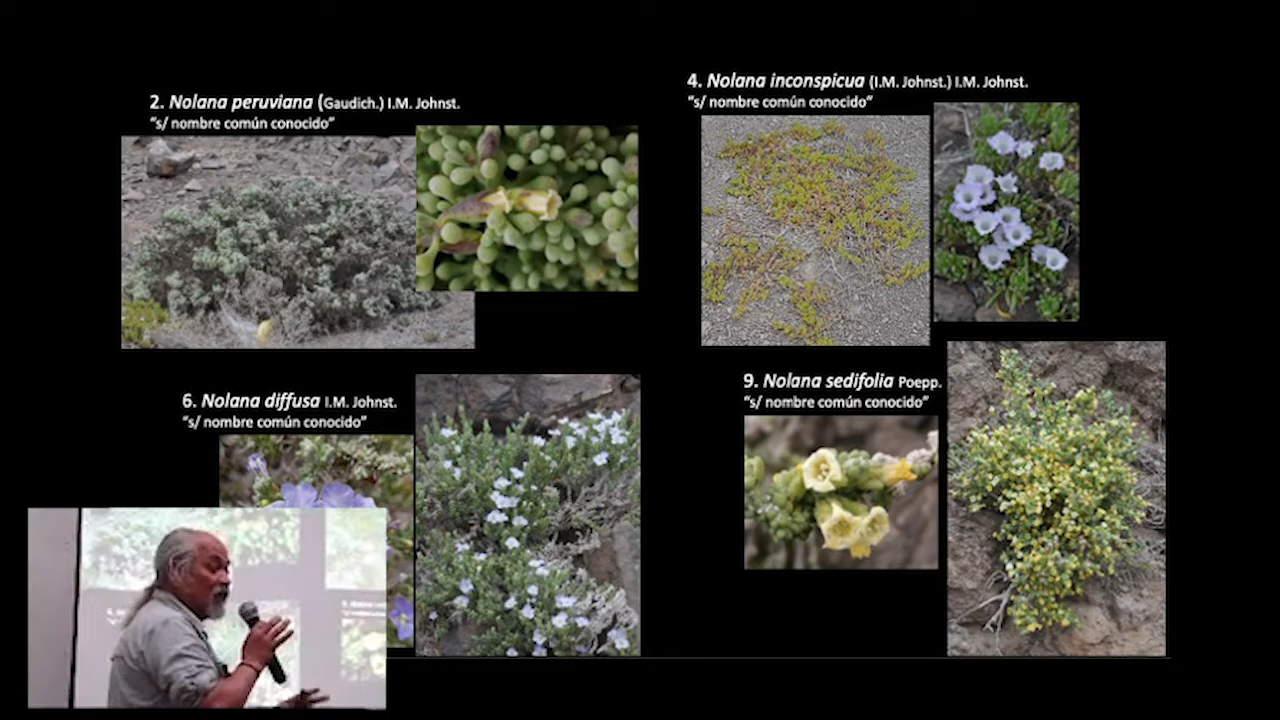 2. Nolana peruviana (Gaudich.) I.M. Johnst.
"s/ nombre común conocido"
4. Nolana inconspicua (I.M. Johnst.) I.M. Johnst.
"s/ nombre común conocido"
6. Nolana diffusa I.M. Johnst.
"s/ nombre común conocido"
9. Nolana sedifolia Poepp.
"s/ nombre común conocido"